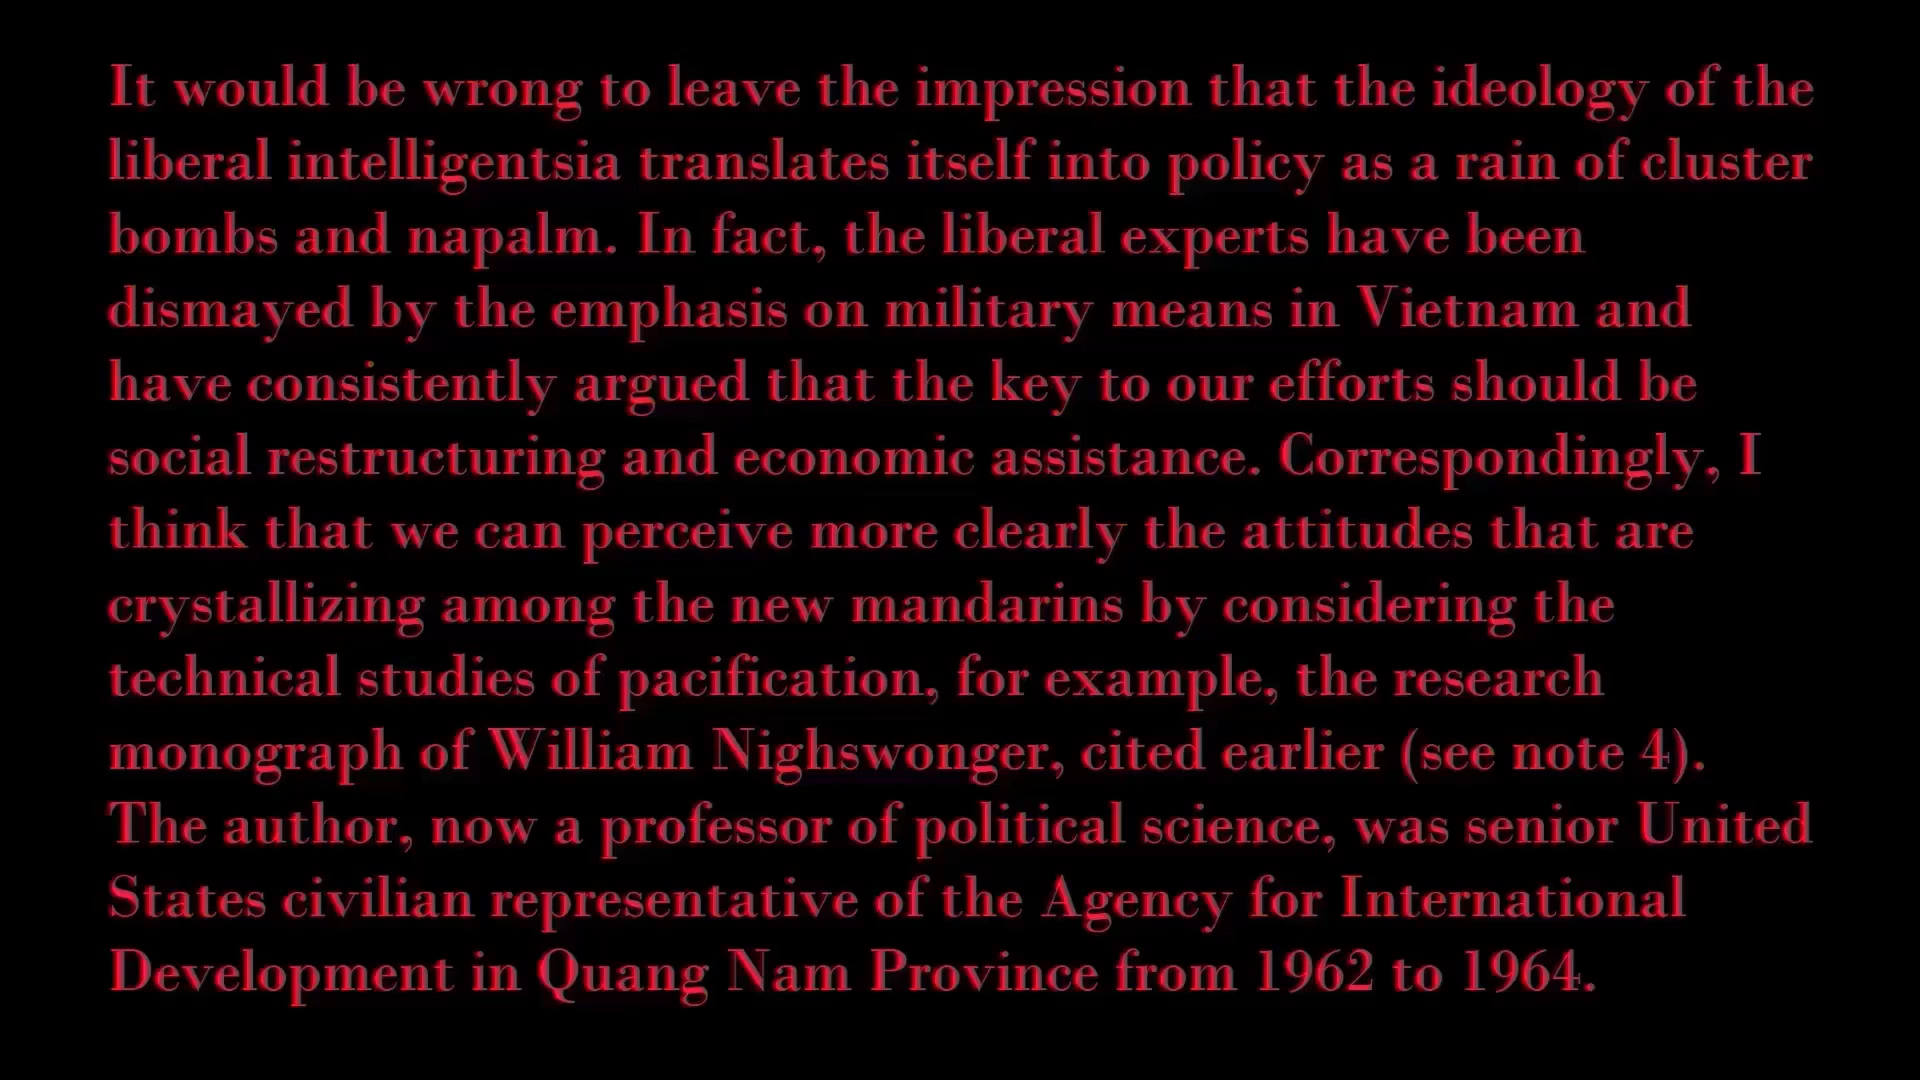 It would be wrong to leave the impression that the ideology of the
liberal intelligentsia translates itself into policy as a rain of cluster
bombs and napalm. In fact, the liberal experts have been
dismayed by the emphasis on military means in Vietnam and
have consistently argued that the key to our efforts should be
social restructuring and economic assistance. Correspondingly, I
think that we can perceive more clearly the attitudes that are
crystallizing among the new mandarins by considering the
technical studies of pacification, for example, the research
monograph of William Nighswonger, cited earlier (see note 4).
The author, now a professor of political science, was senior United
States civilian representative of the Agency for International
Development in Quang Nam Province from 1962 to 1964.